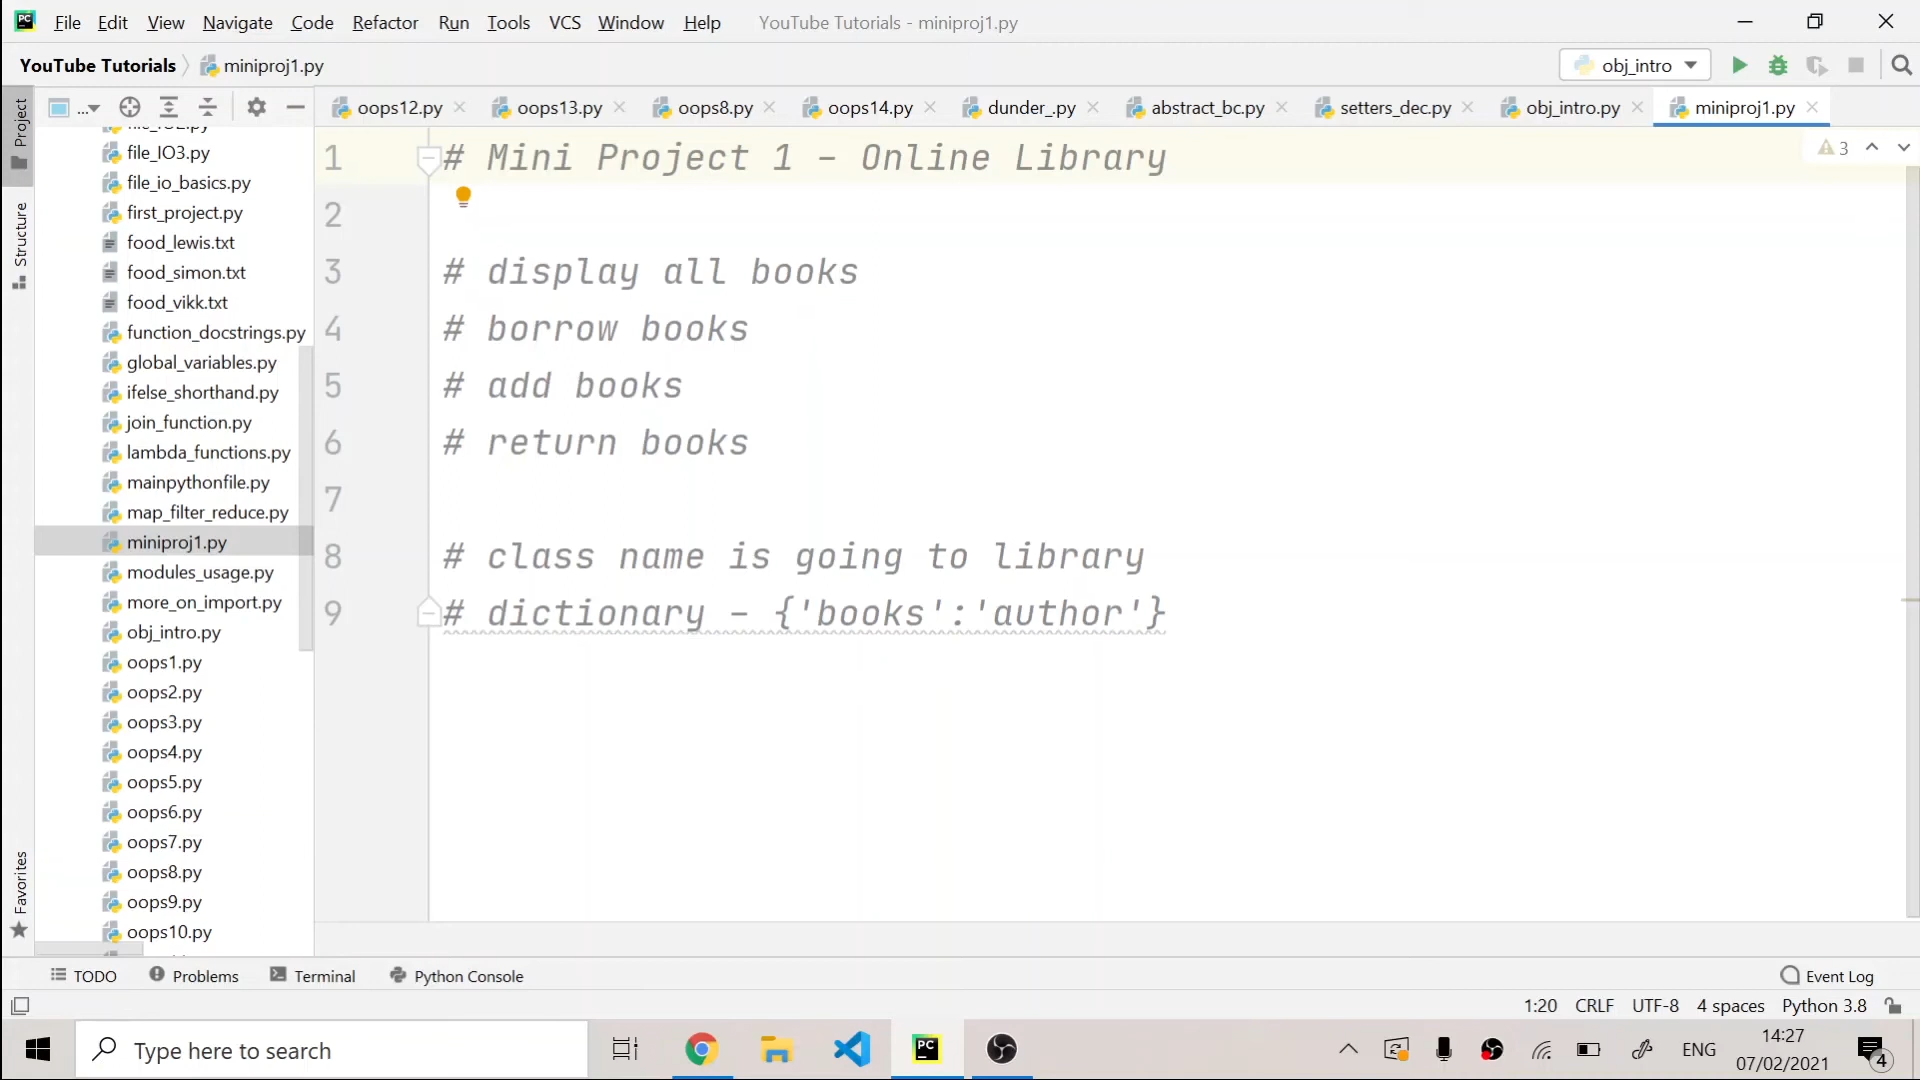 PC File Edit View Navigate Code Refactor Run Tools VCS Window Help YouTube Tutorials - miniproj1.py
YouTube Tutorials miniproj1.py obj_intro
Project
Structure
Favorites
... oops12.py oops13.py oops8.py oops14.py dunder_.py abstract_bc.py setters_dec.py obj_intro.py miniproj1.py
file_IO3.py
file_io_basics.py
first_project.py
food_lewis.txt
food_simon.txt
food_vikk.txt
function_docstrings.py
global_variables.py
ifelse_shorthand.py
join_function.py
lambda_functions.py
mainpythonfile.py
map_filter_reduce.py
miniproj1.py
modules_usage.py
more_on_import.py
obj_intro.py
oops1.py
oops2.py
oops3.py
oops4.py
oops5.py
oops6.py
oops7.py
oops8.py
oops9.py
oops10.py
1 # Mini Project 1 - Online Library
2
3 # display all books
4 # borrow books
5 # add books
6 # return books
7
8 # class name is going to library
9 # dictionary - {'books':'author'}
3
TODO Problems Terminal Python Console Event Log
1:20 CRLF UTF-8 4 spaces Python 3.8
Type here to search PC ENG 14:27
07/02/2021 4